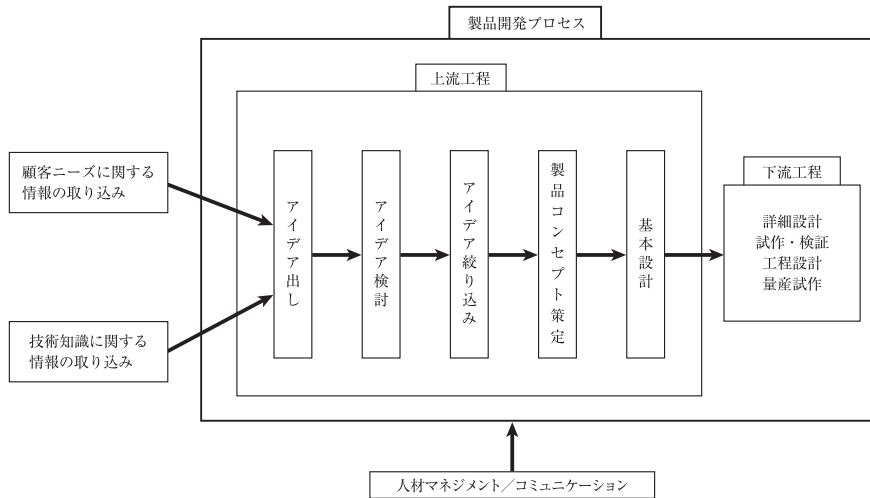 製品開発プロセス
上流工程
顧客ニーズに関する
情報の取り込み
技術知識に関する
情報の取り込み
アイデア出し
アイデア検討
アイデア絞り込み
製品コンセプト策定
基本設計
下流工程
詳細設計
試作・検証
工程設計
量産試作
人材マネジメント／コミュニケーション